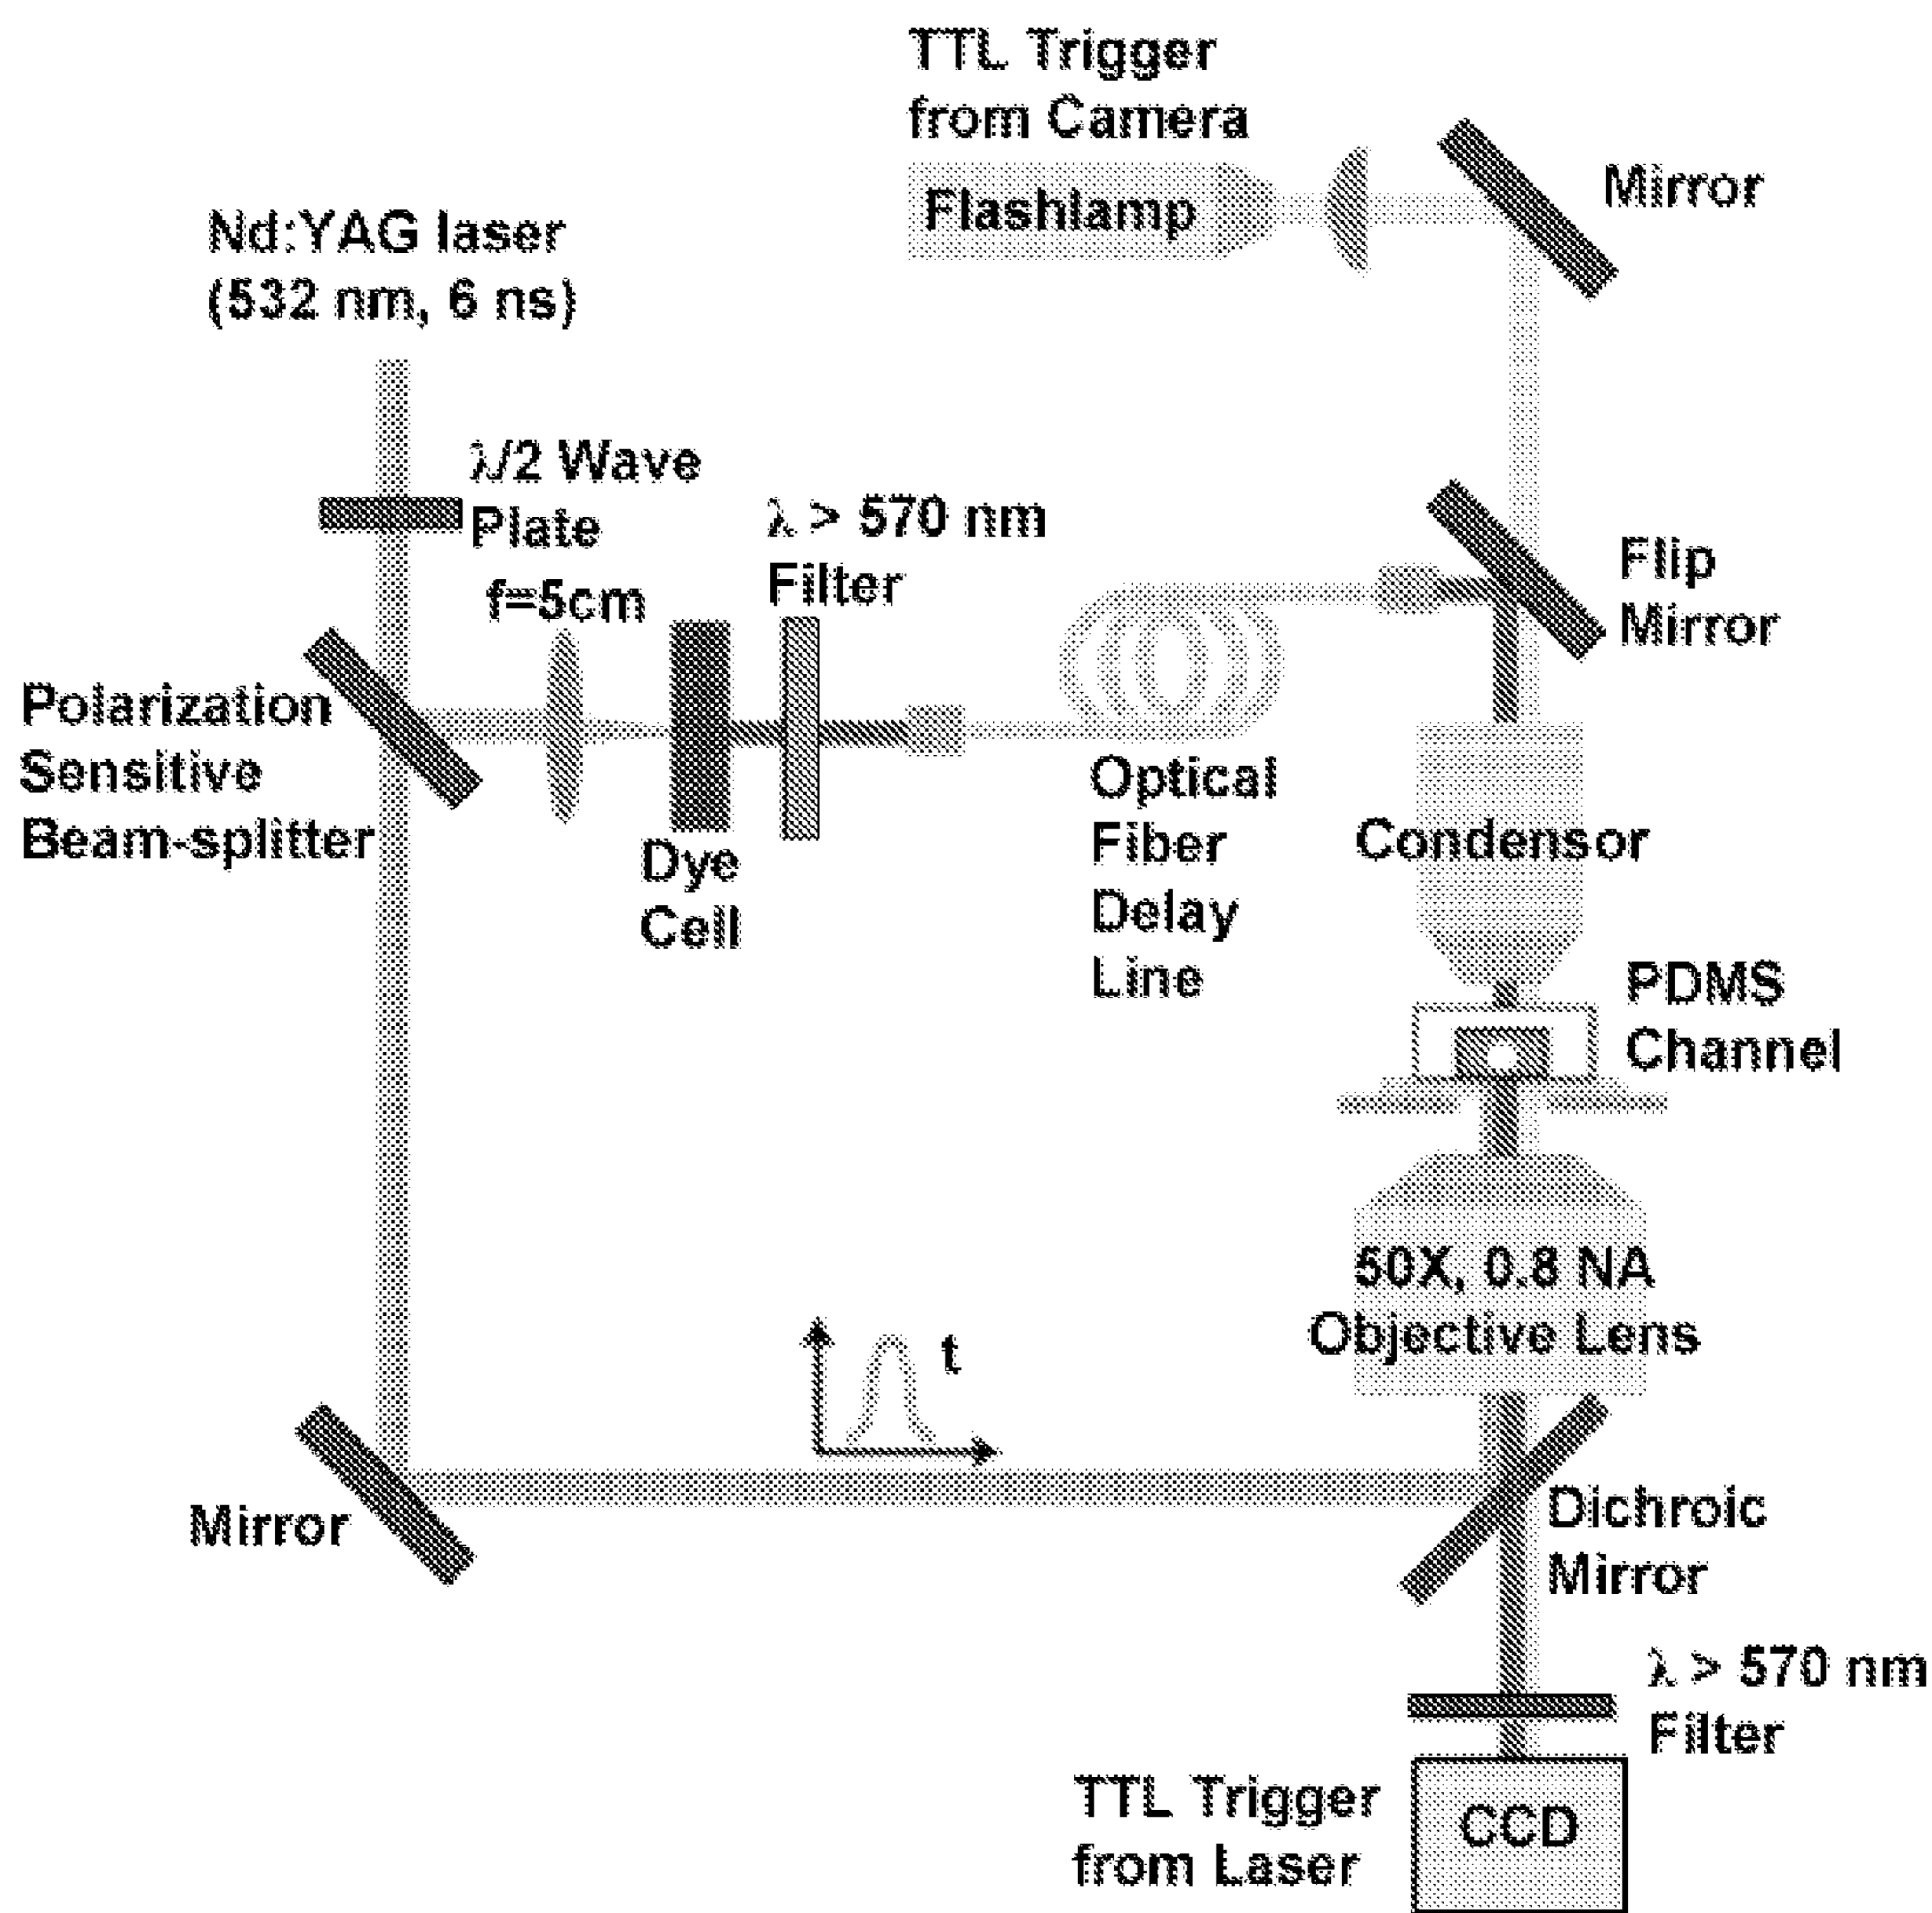 TTL Trigger
from Camera
Flashlamp
Mirror
Nd:YAG laser
(532 nm, 6 ns)
λ/2 Wave
Plate
f=5cm
λ > 570 nm
Filter
Flip
Mirror
Polarization
Sensitive
Beam-splitter
Dye
Cell
Optical
Fiber
Delay
Line
Condensor
PDMS
Channel
50X, 0.8 NA
Objective Lens
t
Mirror
Dichroic
Mirror
λ > 570 nm
Filter
TTL Trigger
from Laser
CCD